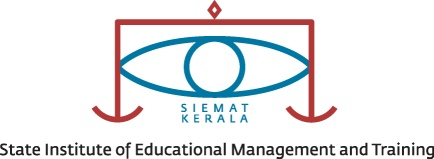 SIEMAT
KERALA
State Institute of Educational Management and Training